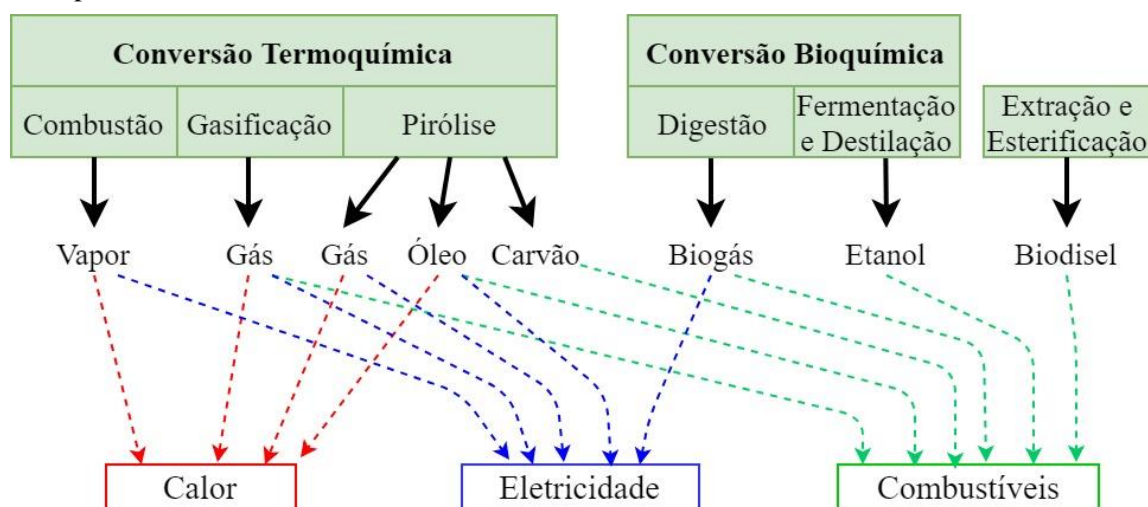 Conversão Termoquímica
Conversão Bioquímica
Combustão
Gasificação
Pirólise
Digestão
Fermentação
e Destilação
Extração e
Esterificação
Vapor
Gás
Gás
Óleo
Carvão
Biogás
Etanol
Biodisel
Calor
Eletricidade
Combustíveis